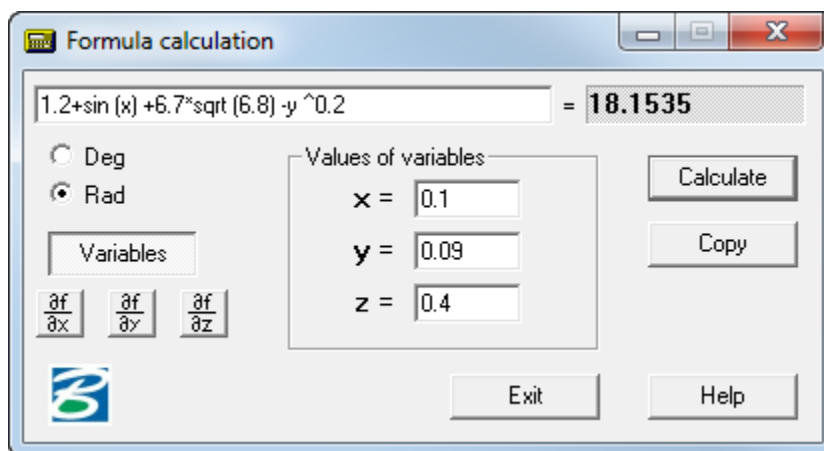 Formula calculation
1.2+sin (x) +6.7*sqrt (6.8) -y ^0.2 = 18.1535
Deg
Rad
Variables
∂f/∂x ∂f/∂y ∂f/∂z
Values of variables
x = 0.1
y = 0.09
z = 0.4
Calculate
Copy
Exit
Help